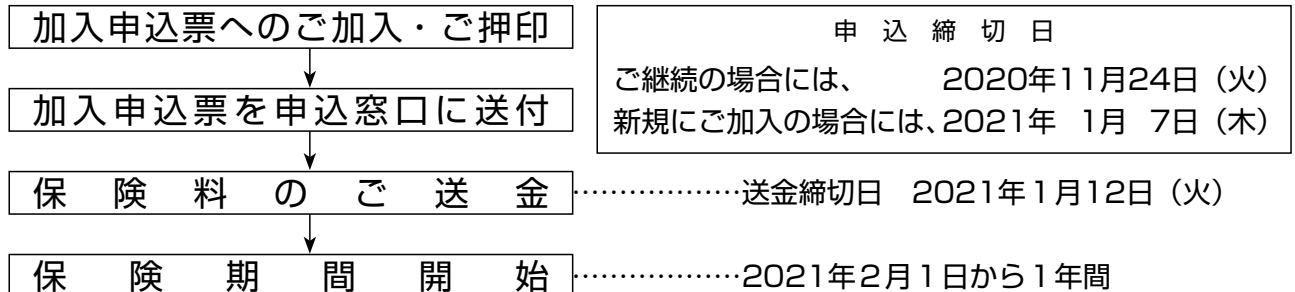 加入申込票へのご加入・ご押印
加入申込票を申込窓口に送付
保険料のご送金………………送金締切日 2021年1月12日（火）
保険期間開始………………2021年2月1日から1年間
申込締切日
ご継続の場合には、 2020年11月24日（火）
新規にご加入の場合には、2021年 1月 7日（木）